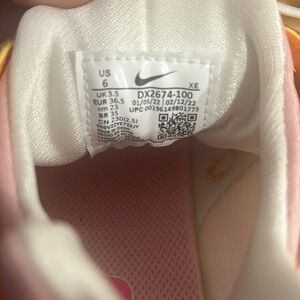 US
6
XE
UK 3.5
EUR 36.5
cm 23
BR 35
CN 230(2.5)
DX2674-100
01/05/22 02/12/22
UPC 00196149801773